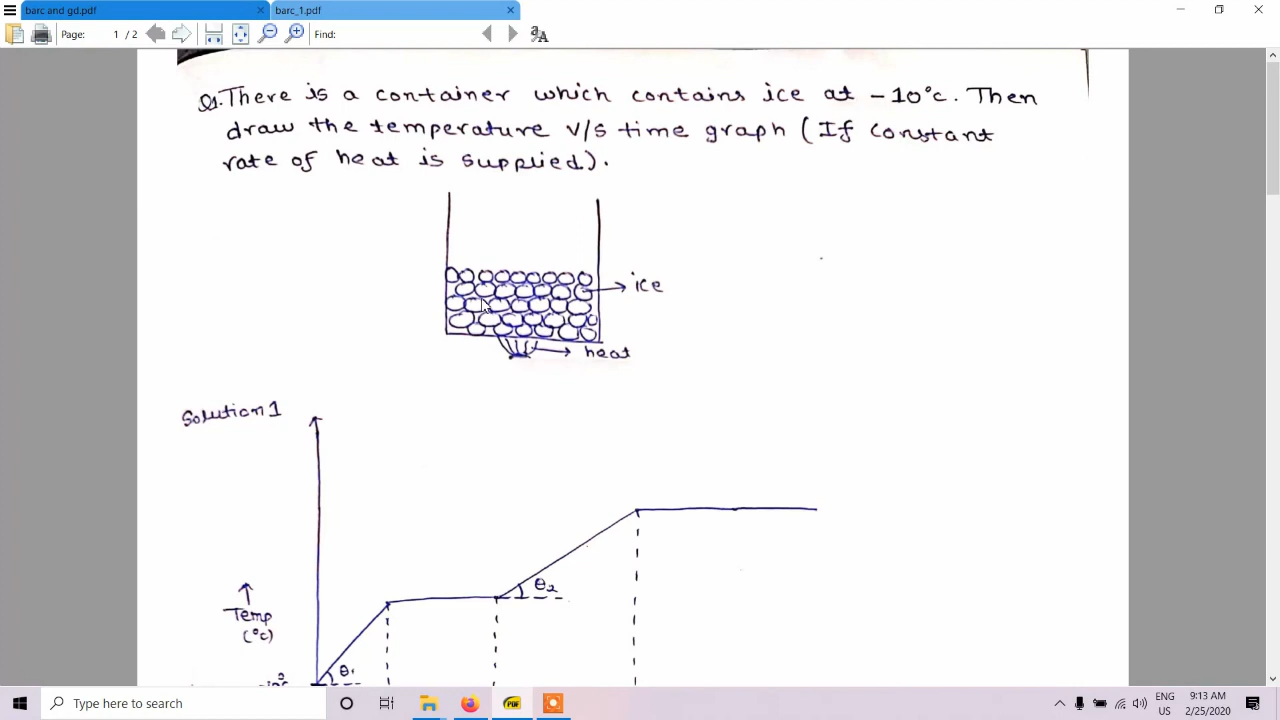 barc and gd.pdf
barc_1.pdf
Page: 1 / 2
Find:
Q1. There is a container which contains ice at -10°c. Then
draw the temperature v/s time graph (If constant
rate of heat is supplied).
ice
heat
Solution 1
θ2
Temp
(°c)
θ1
Type here to search
ENG
US
9:13 AM
2/25/2020